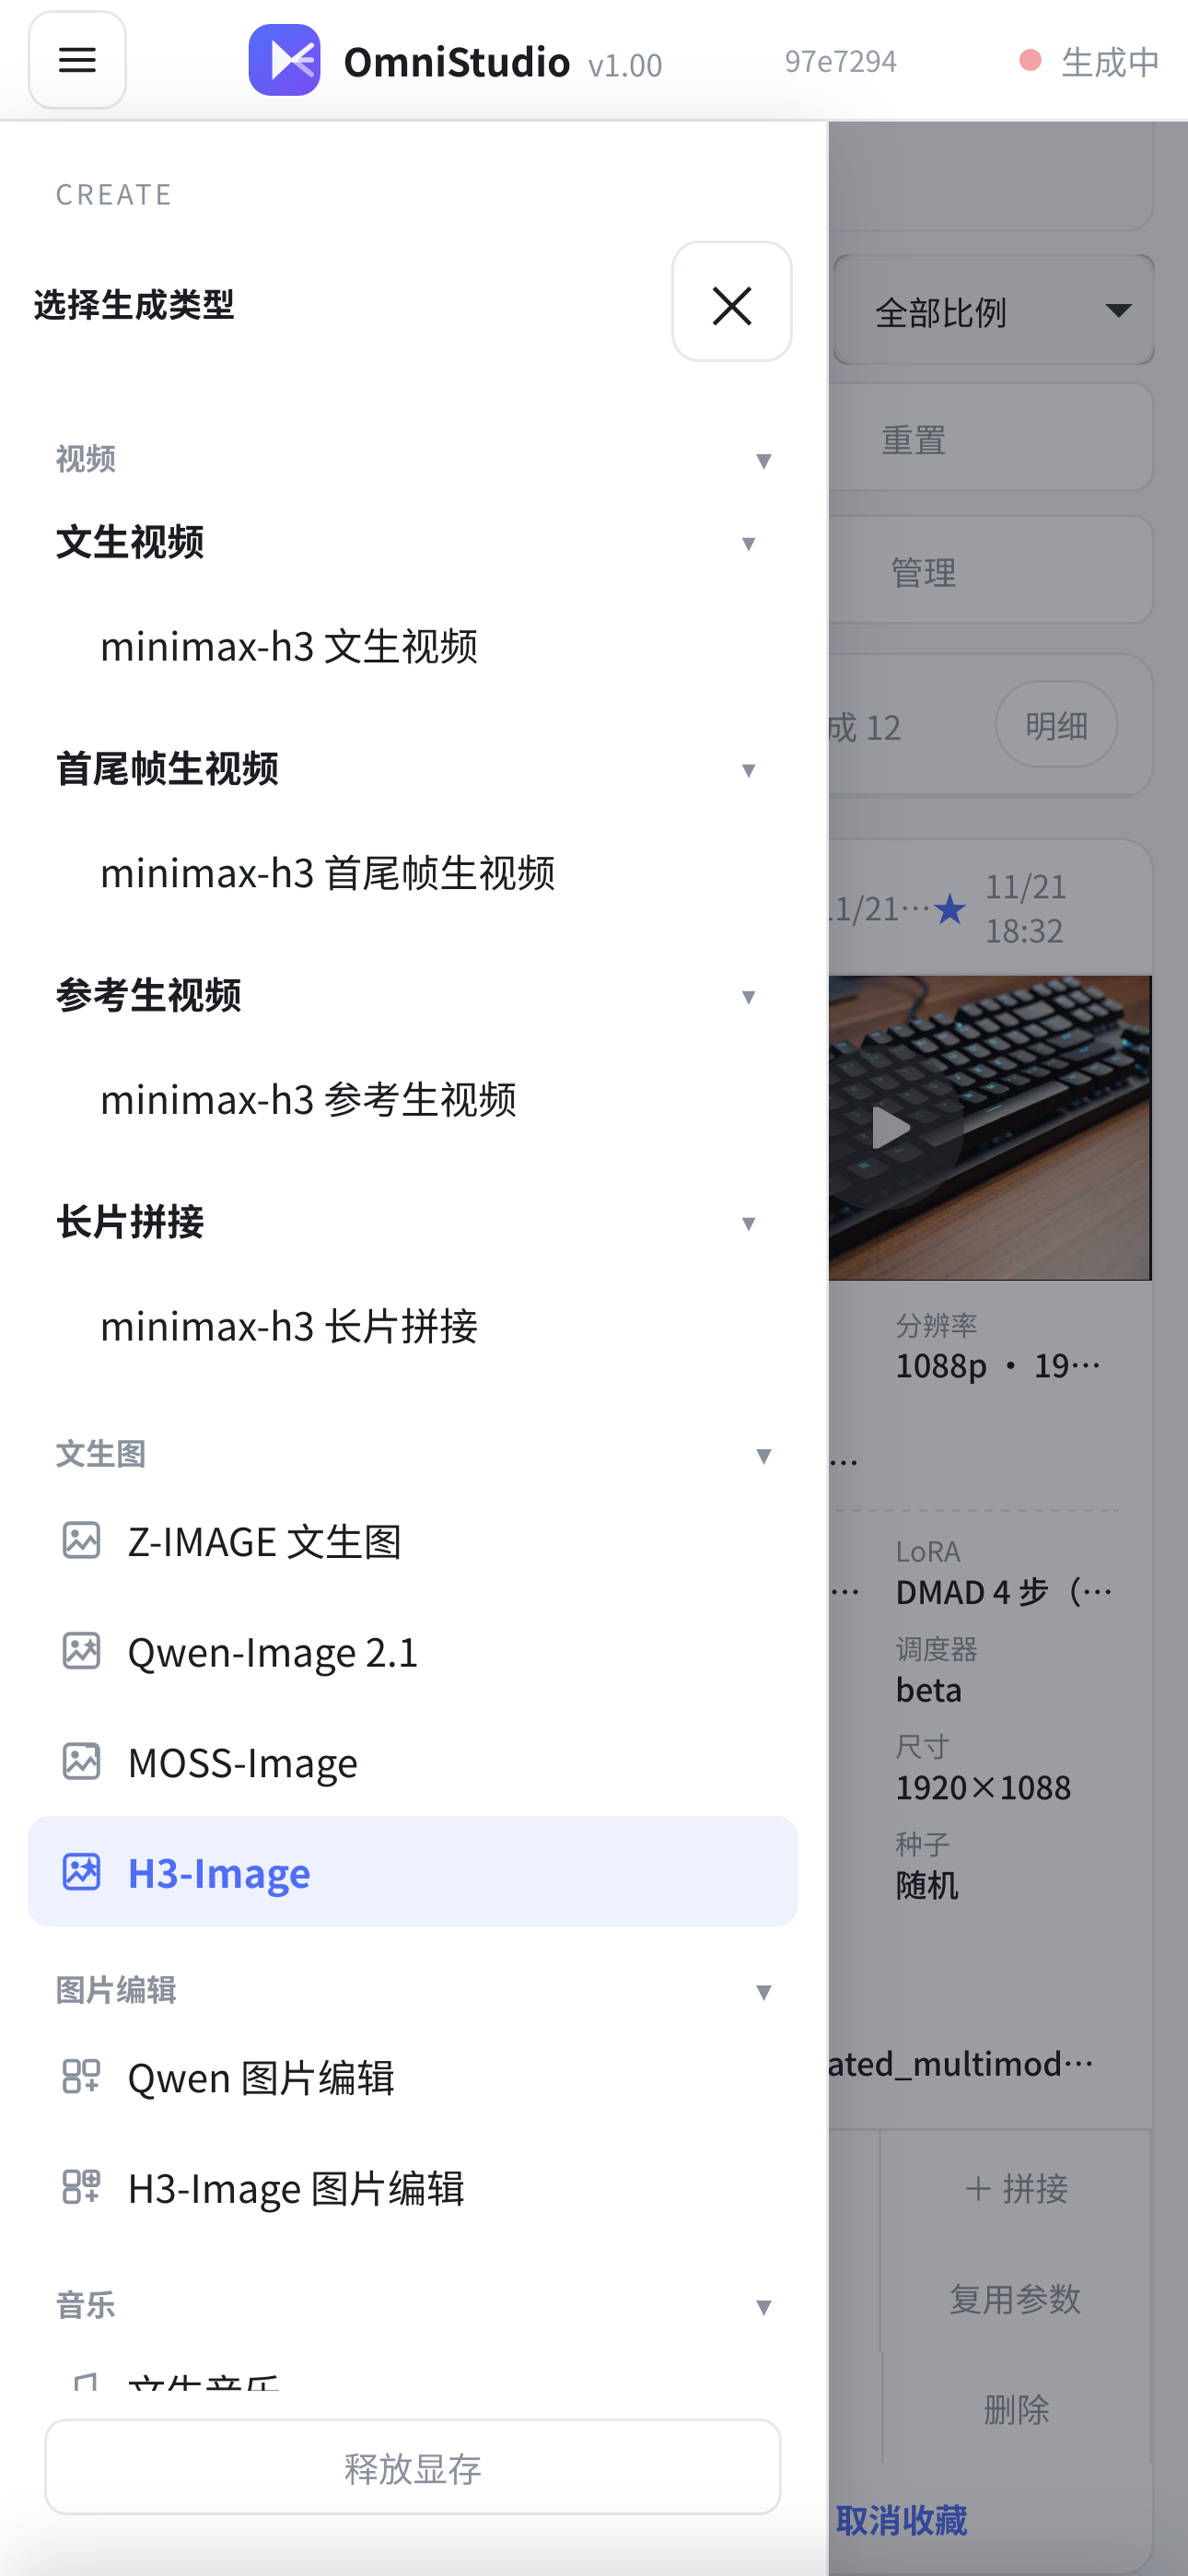 OmniStudio v1.00
97e7294
生成中
CREATE
选择生成类型
视频
文生视频
minimax-h3 文生视频
首尾帧生视频
minimax-h3 首尾帧生视频
参考生视频
minimax-h3 参考生视频
长片拼接
minimax-h3 长片拼接
文生图
Z-IMAGE 文生图
Qwen-Image 2.1
MOSS-Image
H3-Image
图片编辑
Qwen 图片编辑
H3-Image 图片编辑
音乐
文生音乐
释放显存
全部比例
重置
管理
成 12
明细
11/21…
11/21
18:32
分辨率
1088p · 19…
…
LoRA
… DMAD 4 步（…
调度器
beta
尺寸
1920×1088
种子
随机
ated_multimod…
＋ 拼接
复用参数
删除
取消收藏